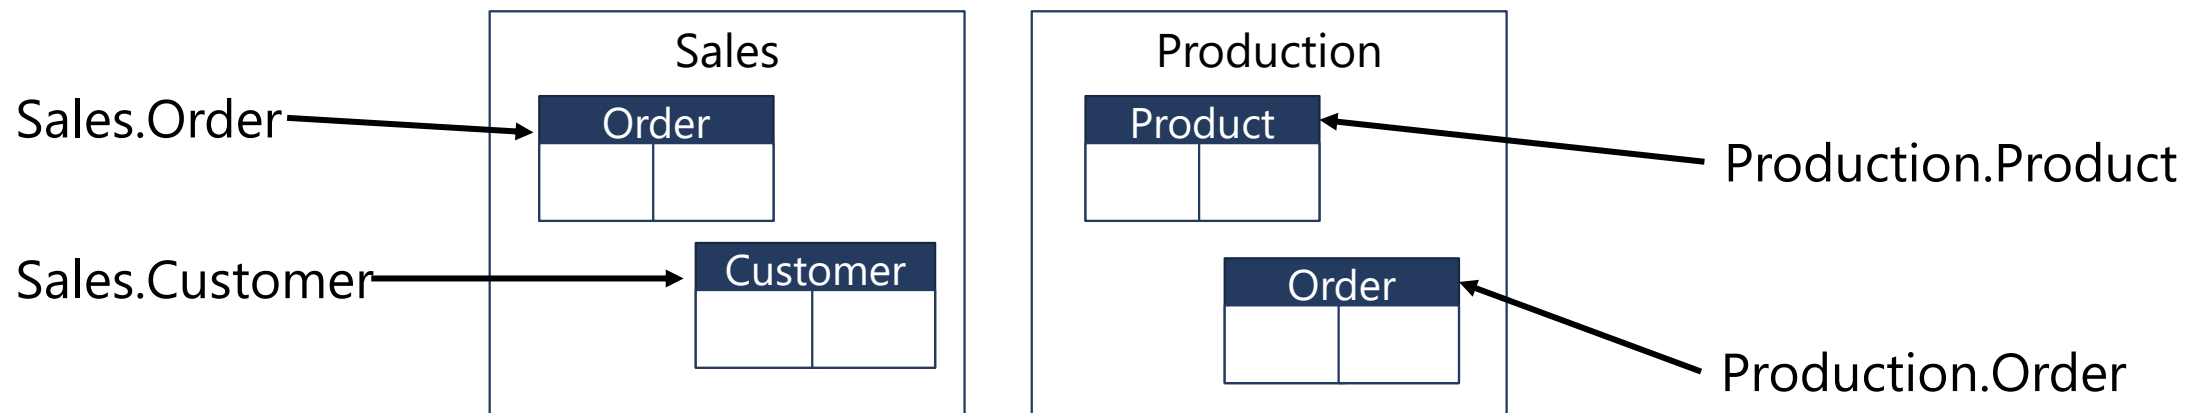 Sales
Production
Sales.Order
Order
Product
Production.Product
Sales.Customer
Customer
Order
Production.Order